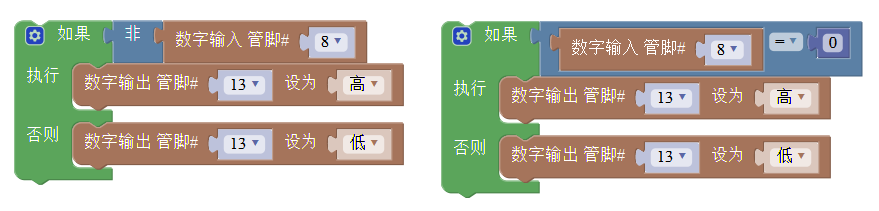 如果 非 数字输入 管脚# 8
执行 数字输出 管脚# 13 设为 高
否则 数字输出 管脚# 13 设为 低
如果 数字输入 管脚# 8 = 0
执行 数字输出 管脚# 13 设为 高
否则 数字输出 管脚# 13 设为 低